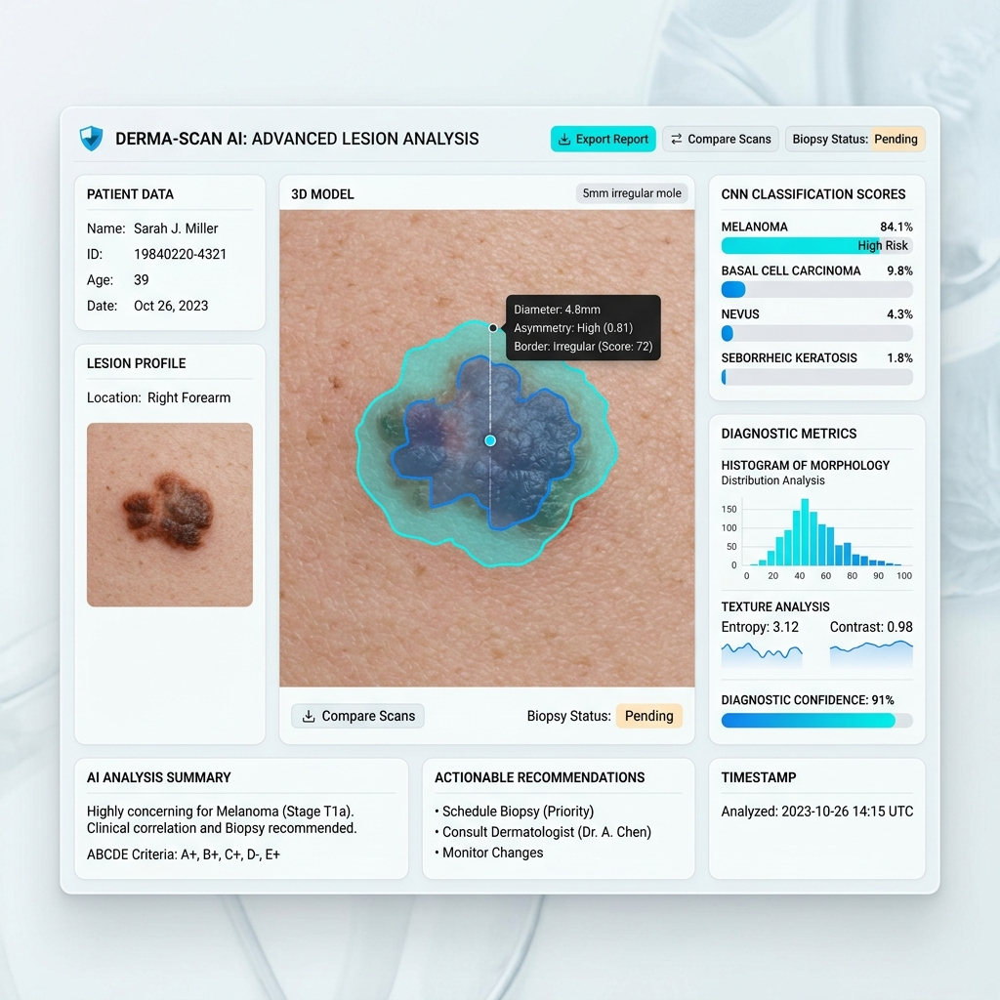 DERMA-SCAN AI: ADVANCED LESION ANALYSIS
Export Report
Compare Scans
Biopsy Status: Pending
PATIENT DATA
Name: Sarah J. Miller
ID: 19840220-4321
Age: 39
Date: Oct 26, 2023
LESION PROFILE
Location: Right Forearm
3D MODEL
5mm irregular mole
Diameter: 4.8mm
Asymmetry: High (0.81)
Border: Irregular (Score: 72)
Compare Scans
Biopsy Status: Pending
CNN CLASSIFICATION SCORES
MELANOMA 84.1%
High Risk
BASAL CELL CARCINOMA 9.8%
NEVUS 4.3%
SEBORRHEIC KERATOSIS 1.8%
DIAGNOSTIC METRICS
HISTOGRAM OF MORPHOLOGY
Distribution Analysis
150
100
50
0
0 20 40 60 80 90 100
TEXTURE ANALYSIS
Entropy: 3.12 Contrast: 0.98
DIAGNOSTIC CONFIDENCE: 91%
AI ANALYSIS SUMMARY
Highly concerning for Melanoma (Stage T1a).
Clinical correlation and Biopsy recommended.
ABCDE Criteria: A+, B+, C+, D-, E+
ACTIONABLE RECOMMENDATIONS
• Schedule Biopsy (Priority)
• Consult Dermatologist (Dr. A. Chen)
• Monitor Changes
TIMESTAMP
Analyzed: 2023-10-26 14:15 UTC